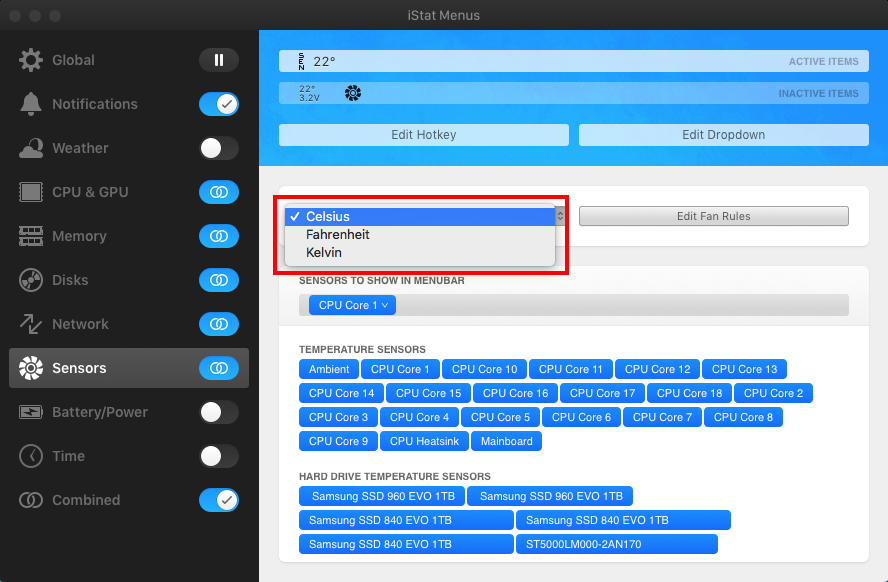 iStat Menus
Global
Notifications
Weather
CPU & GPU
Memory
Disks
Network
Sensors
Battery/Power
Time
Combined
SEN 22° ACTIVE ITEMS
22°
3.2V INACTIVE ITEMS
Edit Hotkey Edit Dropdown
✓ Celsius
Fahrenheit
Kelvin
Edit Fan Rules
SENSORS TO SHOW IN MENUBAR
CPU Core 1
TEMPERATURE SENSORS
Ambient CPU Core 1 CPU Core 10 CPU Core 11 CPU Core 12 CPU Core 13
CPU Core 14 CPU Core 15 CPU Core 16 CPU Core 17 CPU Core 18 CPU Core 2
CPU Core 3 CPU Core 4 CPU Core 5 CPU Core 6 CPU Core 7 CPU Core 8
CPU Core 9 CPU Heatsink Mainboard
HARD DRIVE TEMPERATURE SENSORS
Samsung SSD 960 EVO 1TB Samsung SSD 960 EVO 1TB
Samsung SSD 840 EVO 1TB Samsung SSD 840 EVO 1TB
Samsung SSD 840 EVO 1TB ST5000LM000-2AN170